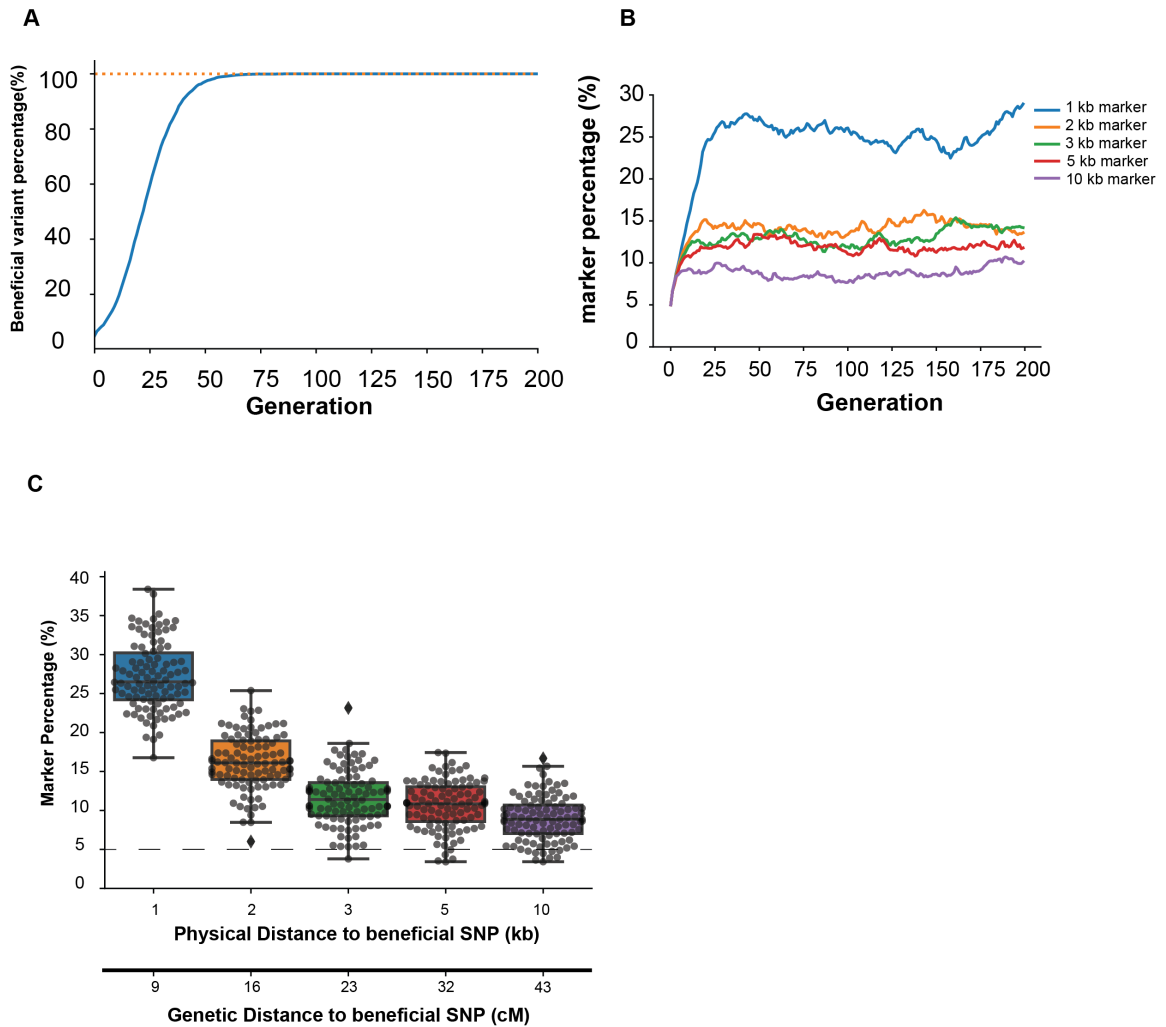 A
Beneficial variant percentage(%)
100
80
60
40
20
0
0 25 50 75 100 125 150 175 200
Generation
B
marker percentage (%)
30
25
20
15
10
5
0
0 25 50 75 100 125 150 175 200
Generation
1 kb marker
2 kb marker
3 kb marker
5 kb marker
10 kb marker
C
Marker Percentage (%)
40
35
30
25
20
15
10
5
0
1 2 3 5 10
Physical Distance to beneficial SNP (kb)
9 16 23 32 43
Genetic Distance to beneficial SNP (cM)